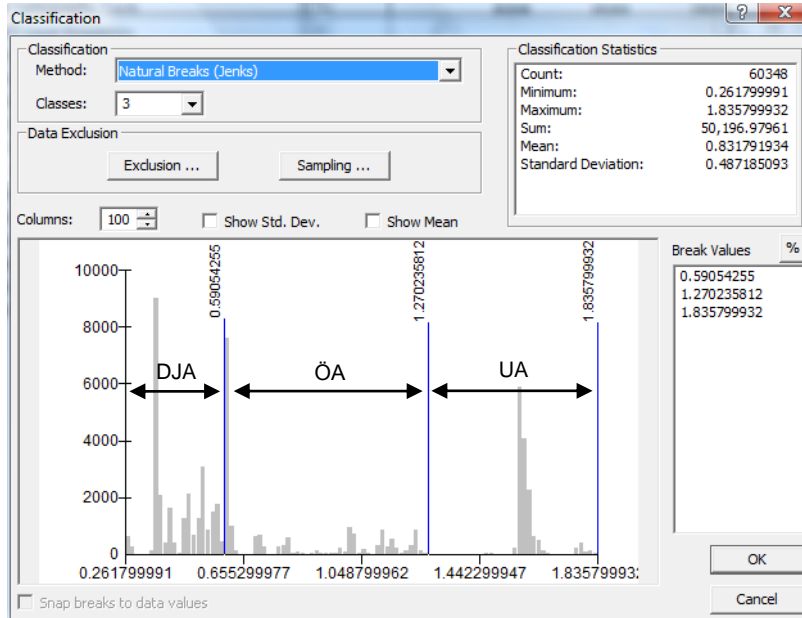 Classification
Classification
Method: Natural Breaks (Jenks)
Classes: 3
Data Exclusion
Exclusion ... Sampling ...
Classification Statistics
Count: 60348
Minimum: 0.261799991
Maximum: 1.835799932
Sum: 50,196.97961
Mean: 0.831791934
Standard Deviation: 0.487185093
Columns: 100 Show Std. Dev. Show Mean
Break Values %
0.59054255
1.270235812
1.835799932
0.59054255
1.270235812
1.835799932
10000
8000
6000
4000
2000
0
DJA ÖA UA
0.261799991 0.655299977 1.048799962 1.442299947 1.835799932
OK
Cancel
Snap breaks to data values